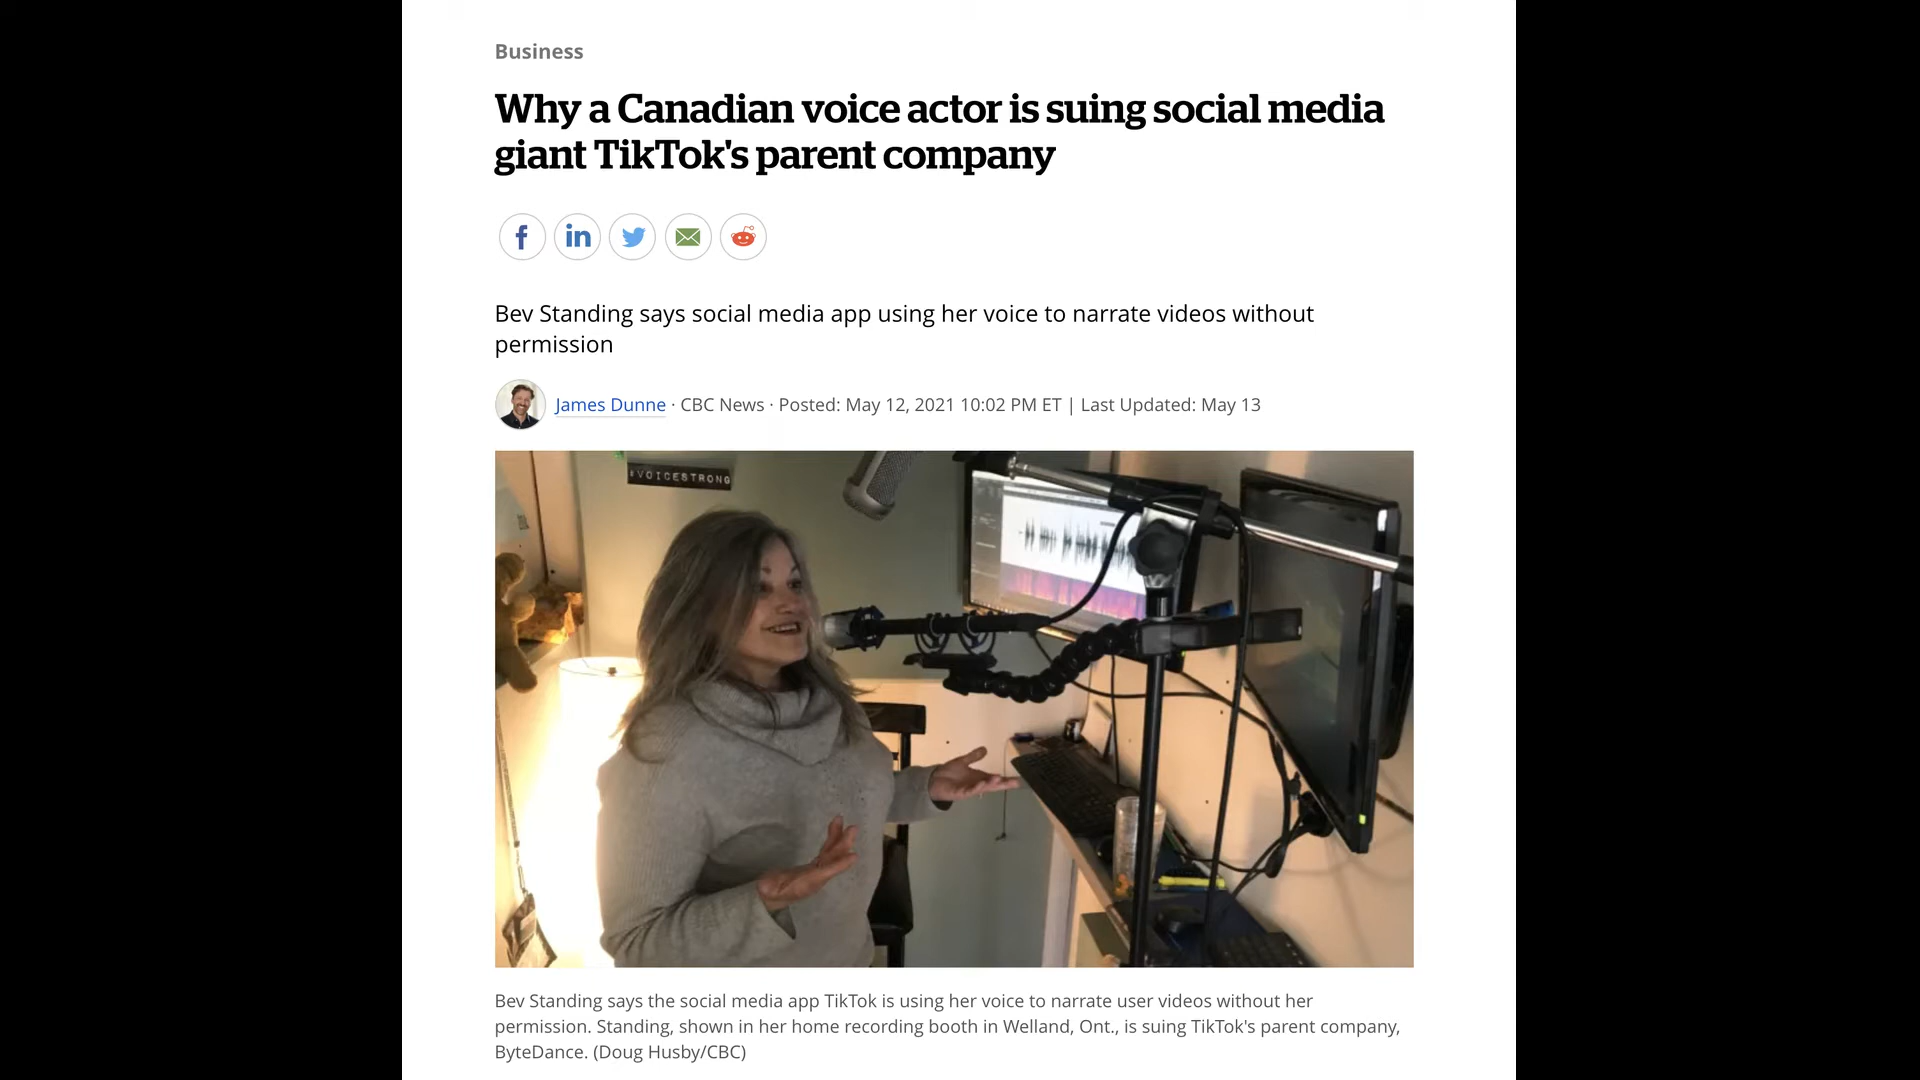 Business
Why a Canadian voice actor is suing social media
giant TikTok's parent company
f
in
Bev Standing says social media app using her voice to narrate videos without
permission
James Dunne · CBC News · Posted: May 12, 2021 10:02 PM ET | Last Updated: May 13
#VOICESTRONG
Bev Standing says the social media app TikTok is using her voice to narrate user videos without her
permission. Standing, shown in her home recording booth in Welland, Ont., is suing TikTok's parent company,
ByteDance. (Doug Husby/CBC)